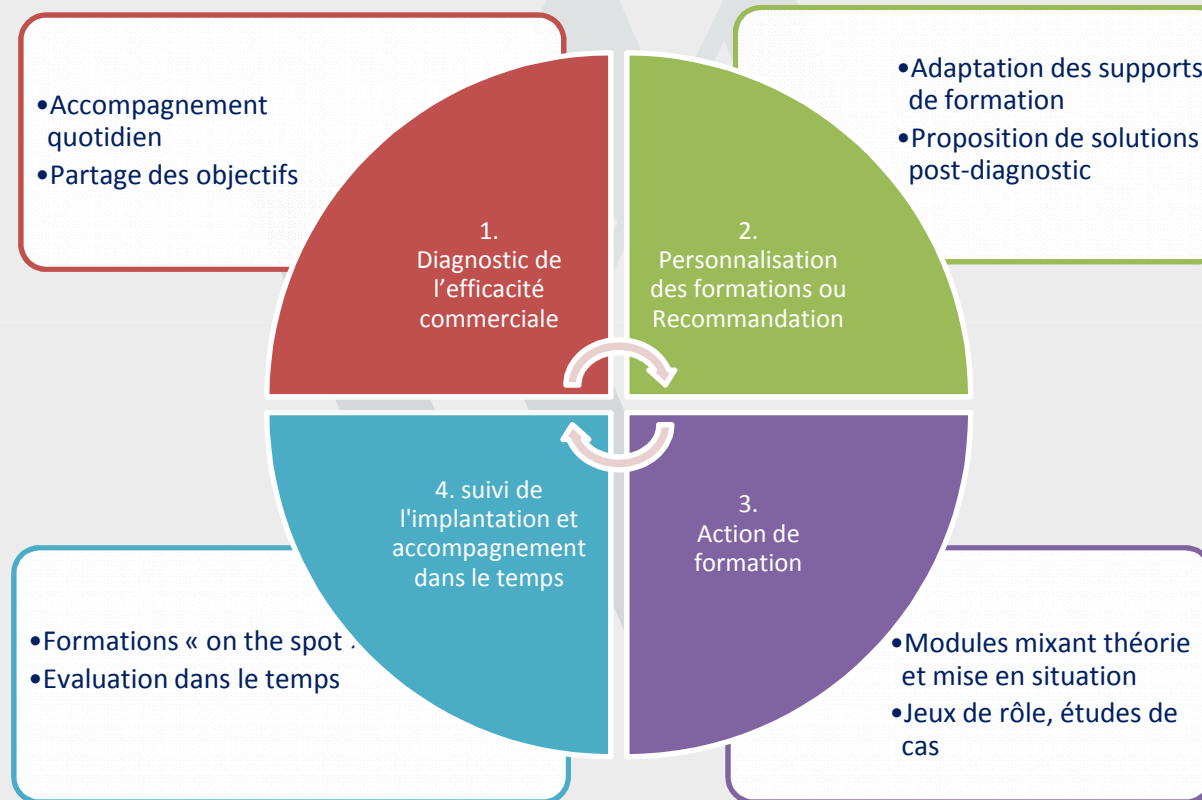 •Accompagnement
quotidien
•Partage des objectifs
•Adaptation des supports
de formation
•Proposition de solutions
post-diagnostic
1.
Diagnostic de
l’efficacité
commerciale
2.
Personnalisation
des formations ou
Recommandation
4. suivi de
l'implantation et
accompagnement
dans le temps
3.
Action de
formation
•Formations « on the spot
•Evaluation dans le temps
•Modules mixant théorie
et mise en situation
•Jeux de rôle, études de
cas